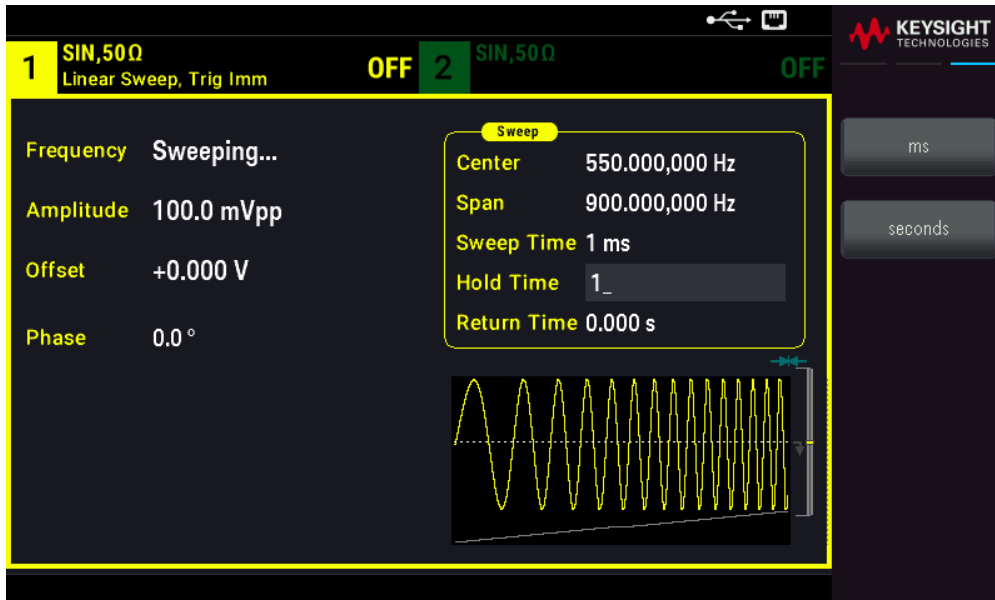 KEYSIGHT
TECHNOLOGIES
1
SIN,50Ω
Linear Sweep, Trig Imm
OFF
2
SIN,50Ω
OFF
Frequency Sweeping...
Amplitude 100.0 mVpp
Offset +0.000 V
Phase 0.0 °
Sweep
Center 550.000,000 Hz
Span 900.000,000 Hz
Sweep Time 1 ms
Hold Time 1_
Return Time 0.000 s
ms
seconds